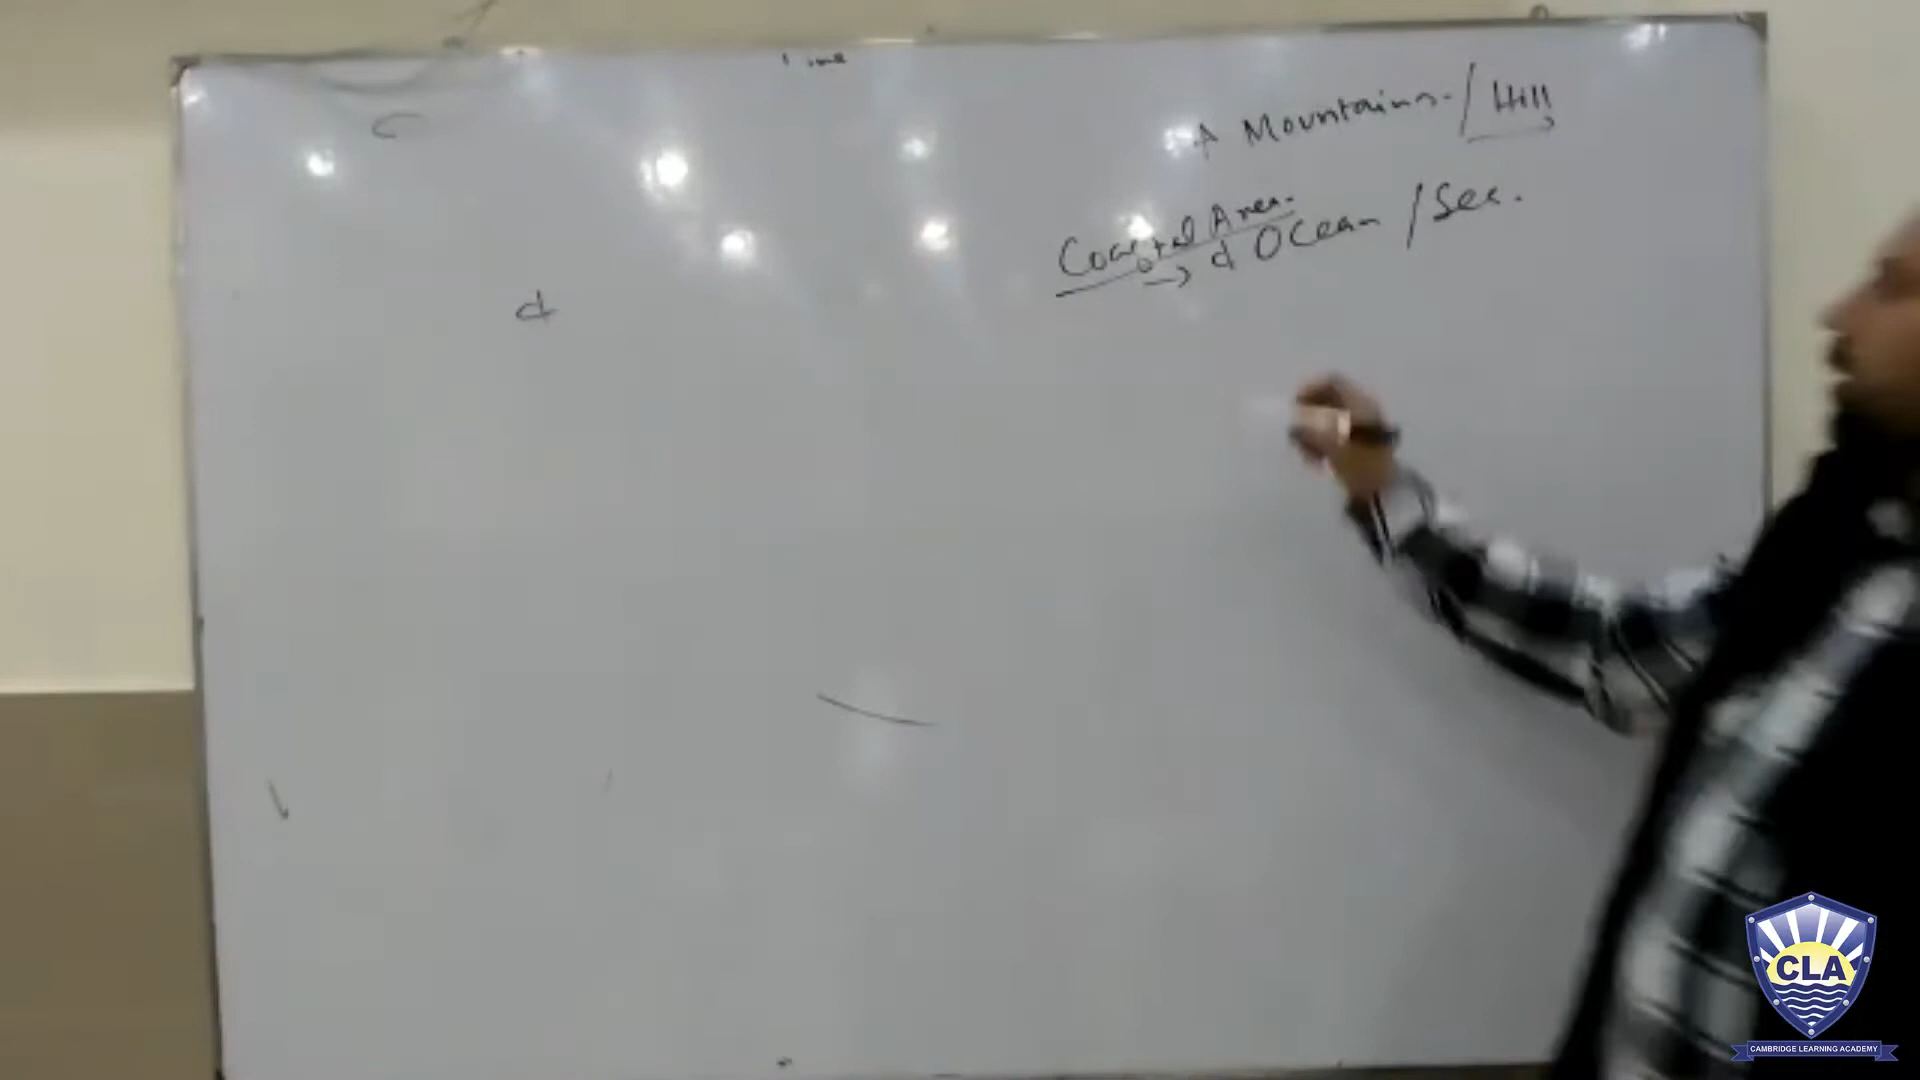 A Mountains. / Hill
Coastal Area.
→ d Ocean / Sea.
d
CLA
CAMBRIDGE LEARNING ACADEMY